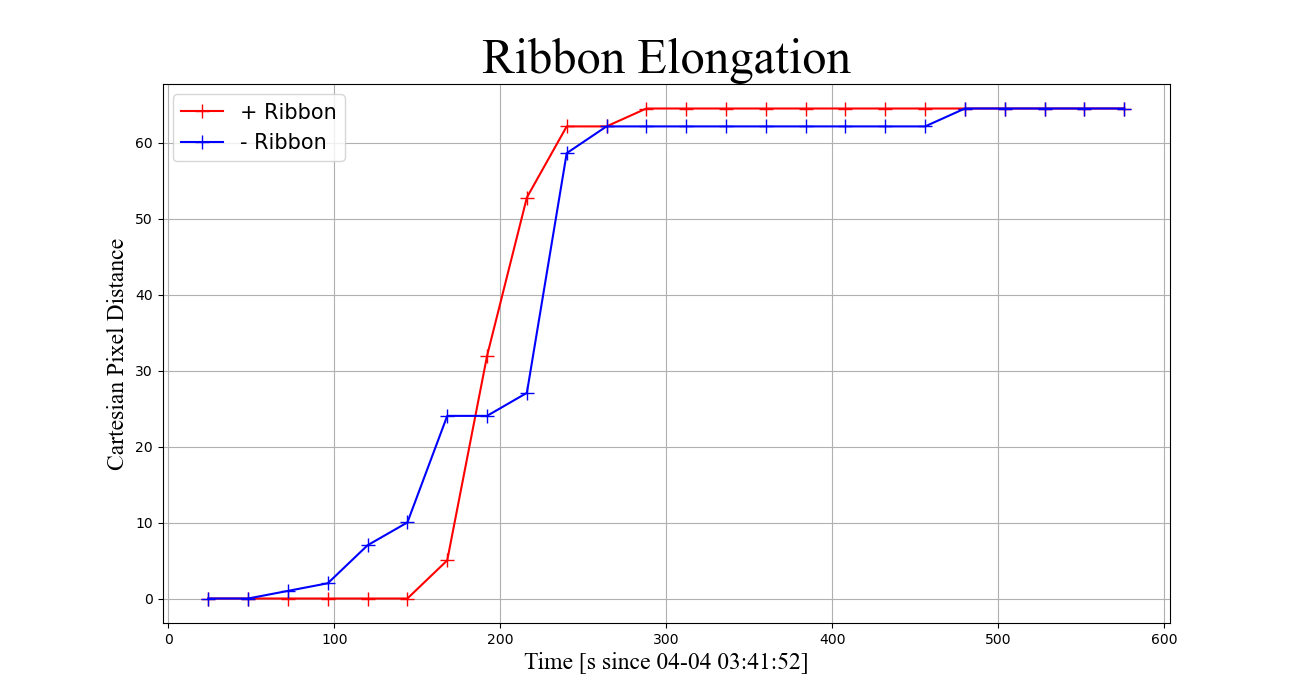 Ribbon Elongation
+ Ribbon
- Ribbon
60
50
40
30
20
10
0
Cartesian Pixel Distance
0 100 200 300 400 500 600
Time [s since 04-04 03:41:52]